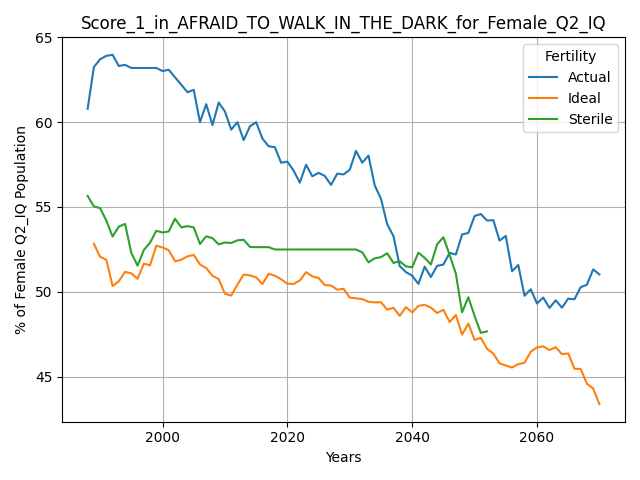 Score_1_in_AFRAID_TO_WALK_IN_THE_DARK_for_Female_Q2_IQ
65
60
55
50
45
% of Female Q2_IQ Population
Fertility
Actual
Ideal
Sterile
2000
2020
2040
2060
Years